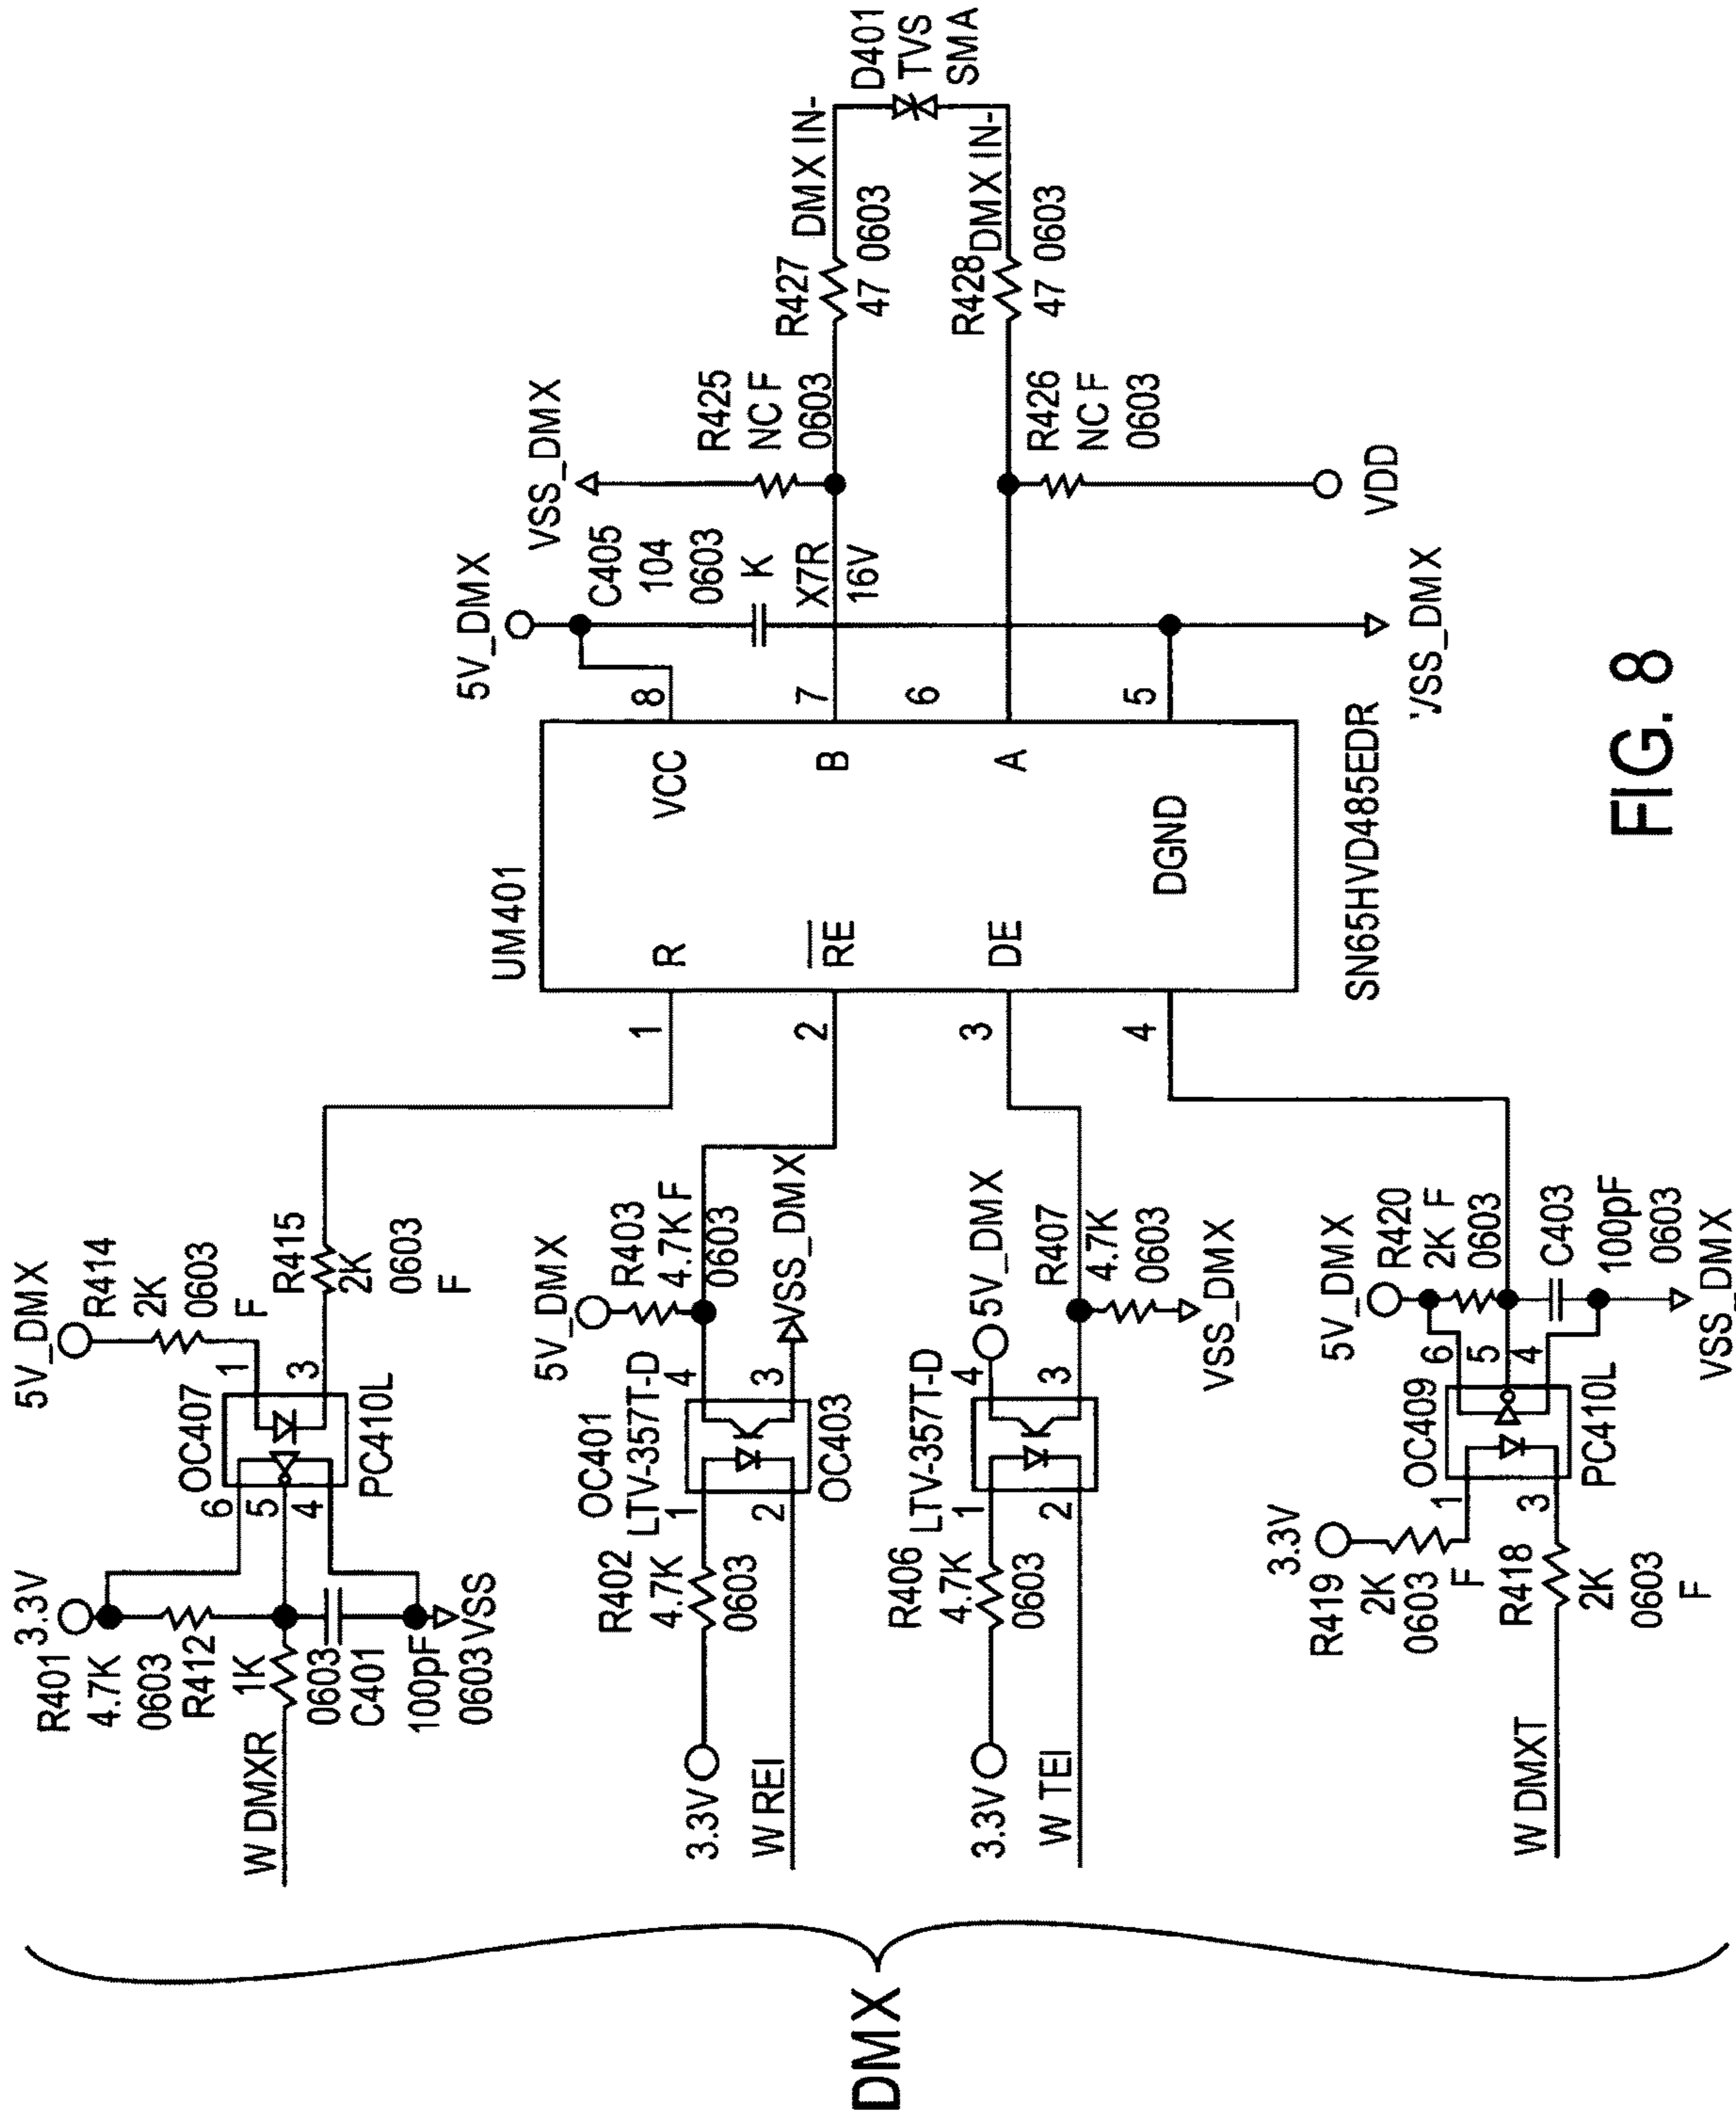 DMX
3.3V
R401
4.7K
0603
R412
1K
0603
C401
100pF
0603
VSS
W DMXR
6
5
4
OC407
PC410L
1
3
5V_DMX
R414
2K
0603
F
R415
2K
0603
F
3.3V
W REI
R402
4.7K
0603
OC401
LTV-357T-D
1
2
4
3
OC403
5V_DMX
R403
4.7K F
0603
VSS_DMX
3.3V
W TEI
R406
4.7K
0603
LTV-357T-D
1
2
4
3
5V_DMX
R407
4.7K
0603
VSS_DMX
W DMXT
3.3V
R419
2K
0603
F
R418
2K
0603
F
1
3
OC409
PC410L
6
5
4
5V_DMX
R420
2K F
0603
C403
100pF
0603
VSS_DMX
UM401
1
2
3
4
R
RE
DE
VCC
B
A
DGND
8
7
6
5
SN65HVD485EDR
5V_DMX
C405
104
0603
K
X7R
16V
VSS_DMX
VSS_DMX
R425
NC F
0603
R426
NC F
0603
VDD
R427
47 0603
DMX IN-
R428
47 0603
DMX IN-
D401
TVS
SMA
FIG. 8